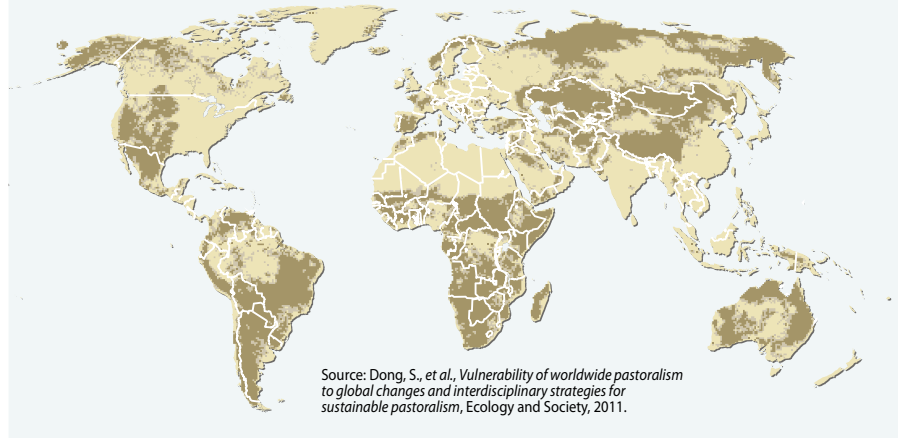 Source: Dong, S., et al., Vulnerability of worldwide pastoralism
to global changes and interdisciplinary strategies for
sustainable pastoralism, Ecology and Society, 2011.